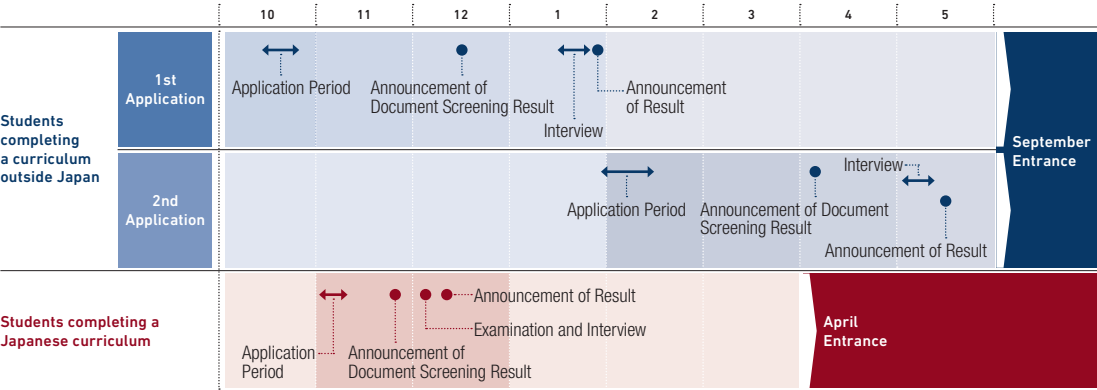 10 11 12 1 2 3 4 5
Students
completing
a curriculum
outside Japan
1st
Application
Application Period
Announcement of
Document Screening Result
Interview
Announcement
of Result
2nd
Application
Application Period
Announcement of Document
Screening Result
Interview
Announcement of Result
September
Entrance
Students completing a
Japanese curriculum
Application
Period
Announcement of
Document Screening Result
Examination and Interview
Announcement of Result
April
Entrance